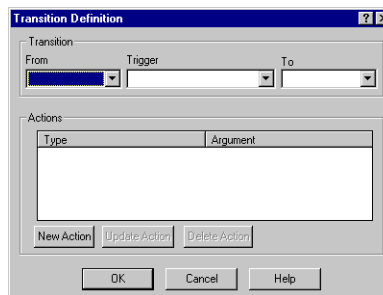 Transition Definition
Transition
From Trigger To
Actions
Type Argument
New Action Update Action Delete Action
OK Cancel Help